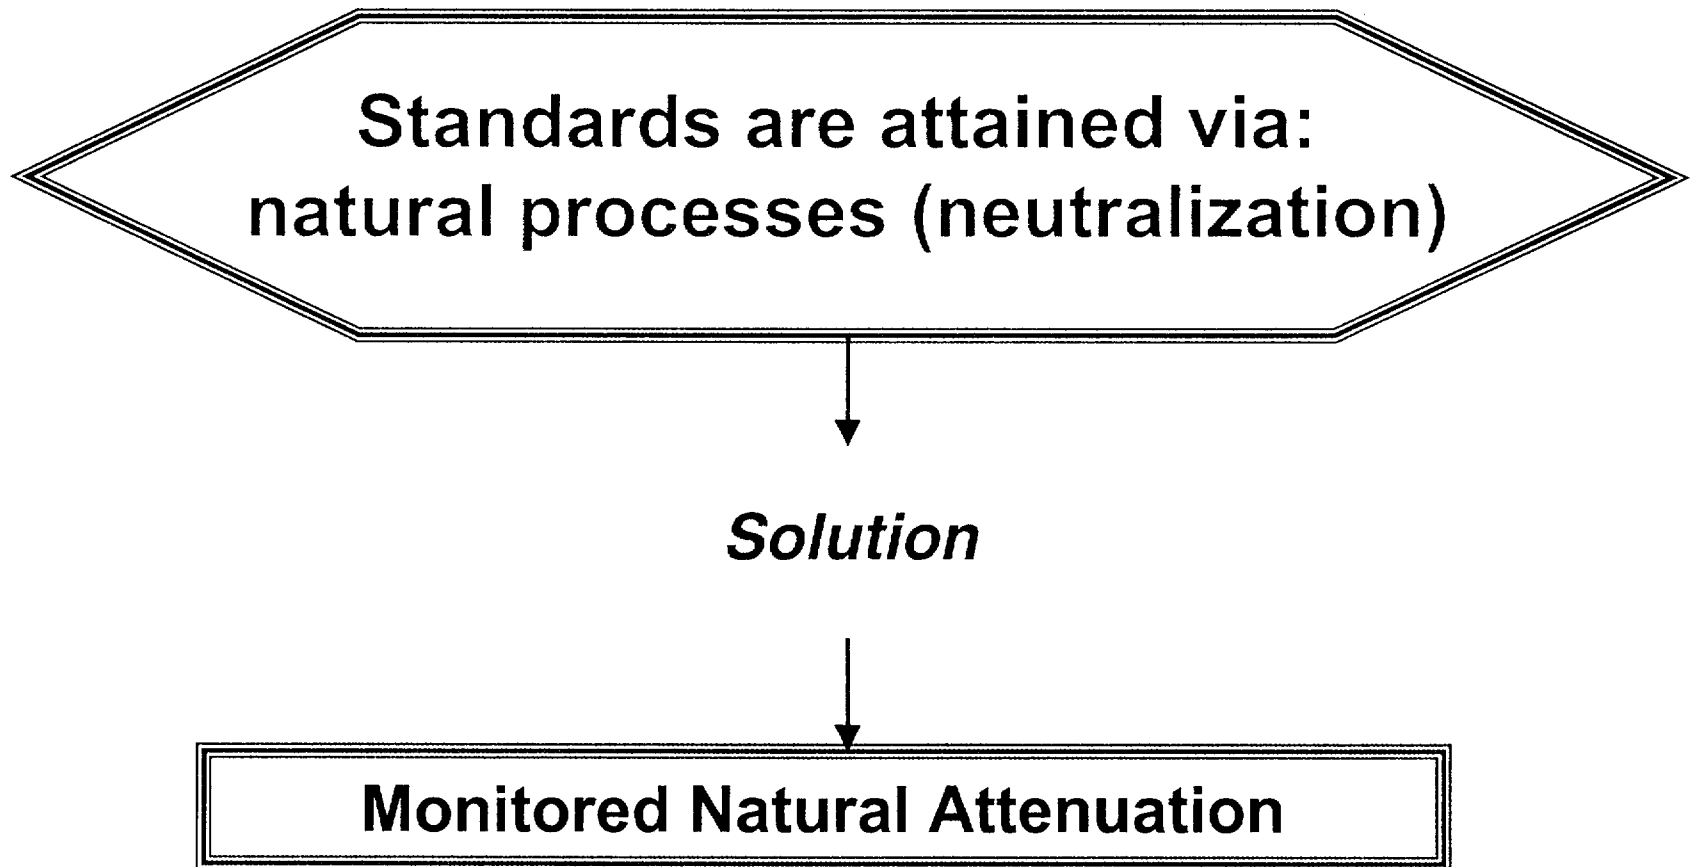 Standards are attained via:
natural processes (neutralization)
Solution
Monitored Natural Attenuation